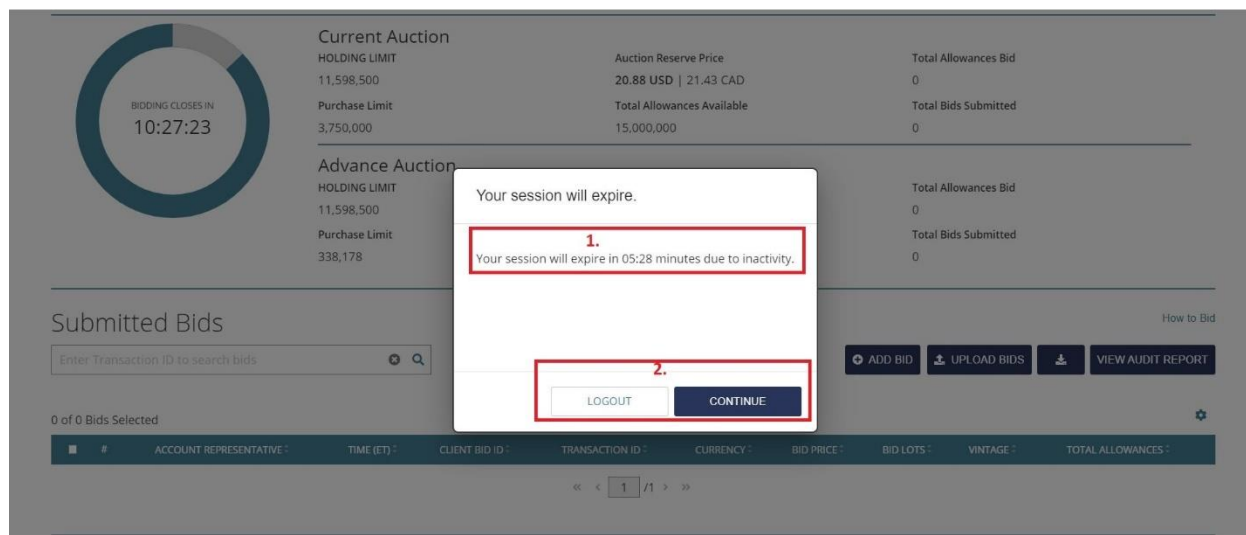 Current Auction
HOLDING LIMIT Auction Reserve Price Total Allowances Bid
11,598,500 20.88 USD | 21.43 CAD 0
BIDDING CLOSES IN Purchase Limit Total Allowances Available Total Bids Submitted
10:27:23 3,750,000 15,000,000 0
Advance Auction
HOLDING LIMIT Total Allowances Bid
11,598,500 0
Purchase Limit Total Bids Submitted
338,178 0
Your session will expire.
1.
Your session will expire in 05:28 minutes due to inactivity.
2.
LOGOUT CONTINUE
Submitted Bids How to Bid
Enter Transaction ID to search bids ADD BID UPLOAD BIDS VIEW AUDIT REPORT
0 of 0 Bids Selected
# ACCOUNT REPRESENTATIVE TIME (ET) CLIENT BID ID TRANSACTION ID CURRENCY BID PRICE BID LOTS VINTAGE TOTAL ALLOWANCES
« < 1 /1 > »